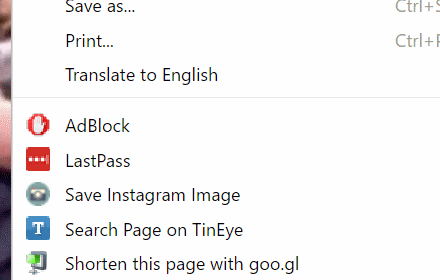 Save as... Ctrl+S
Print... Ctrl+P
Translate to English
AdBlock
LastPass
Save Instagram Image
T Search Page on TinEye
Shorten this page with goo.gl